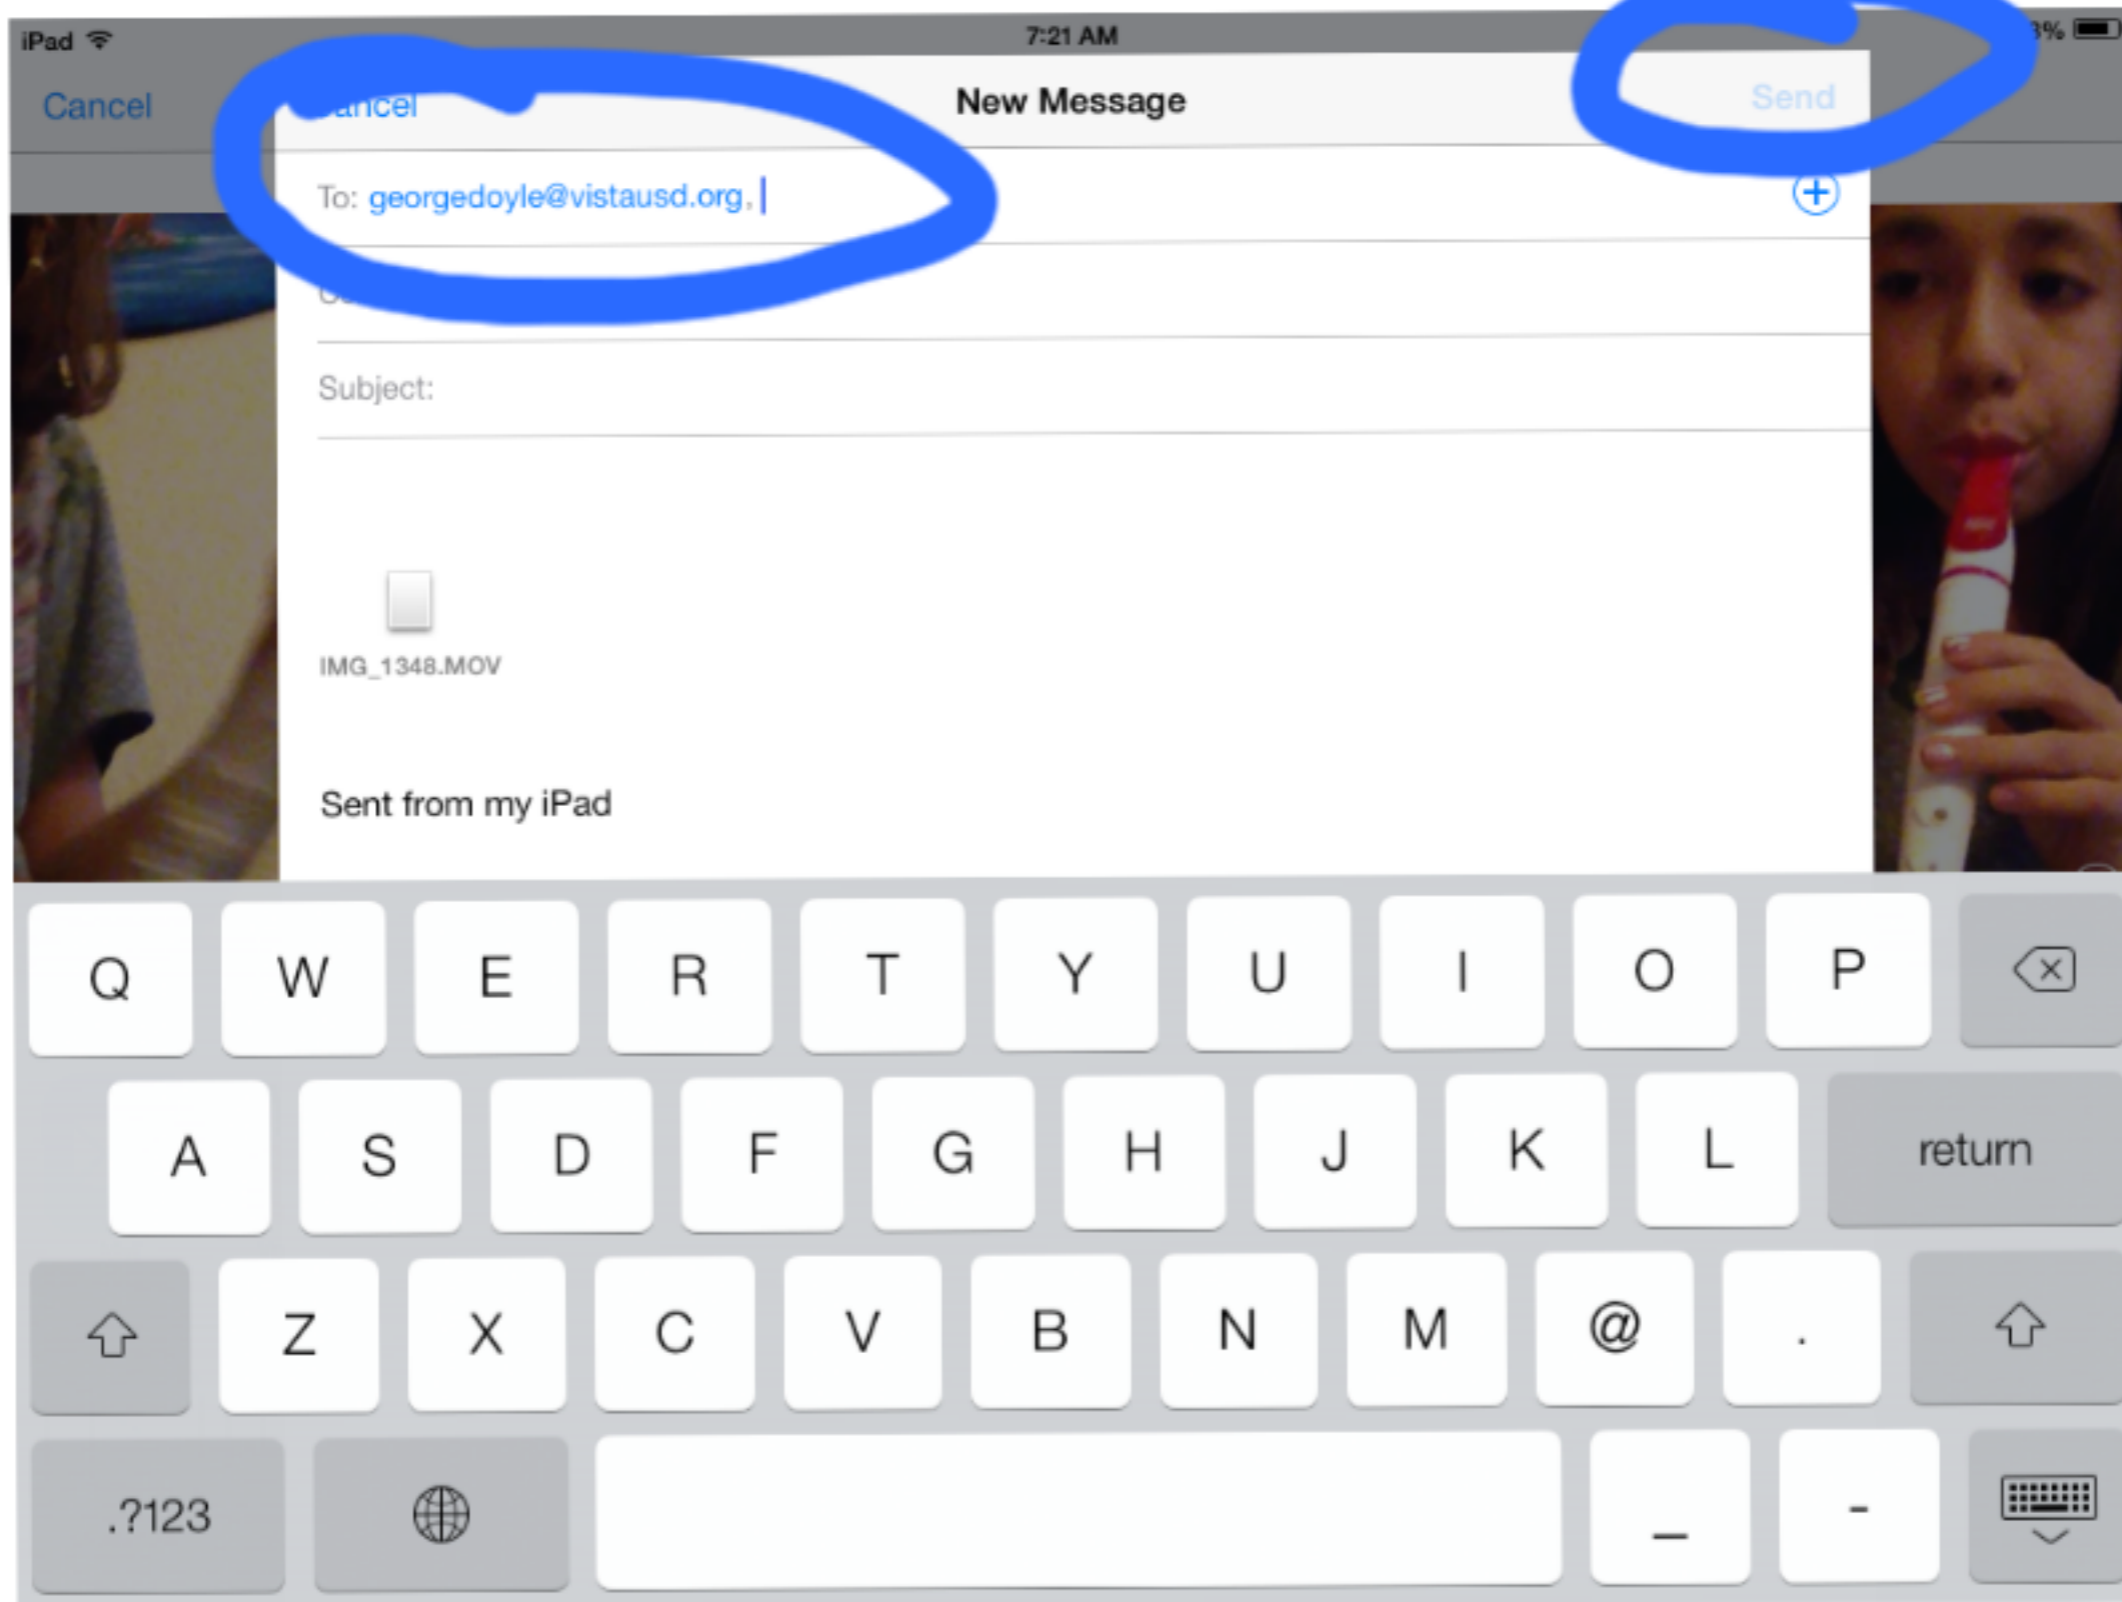 iPad 7:21 AM
Cancel
Cancel New Message Send
To: georgedoyle@vistausd.org,
Subject:
IMG_1348.MOV
Sent from my iPad
Q W E R T Y U I O P
A S D F G H J K L return
Z X C V B N M @ .
.?123 _ -